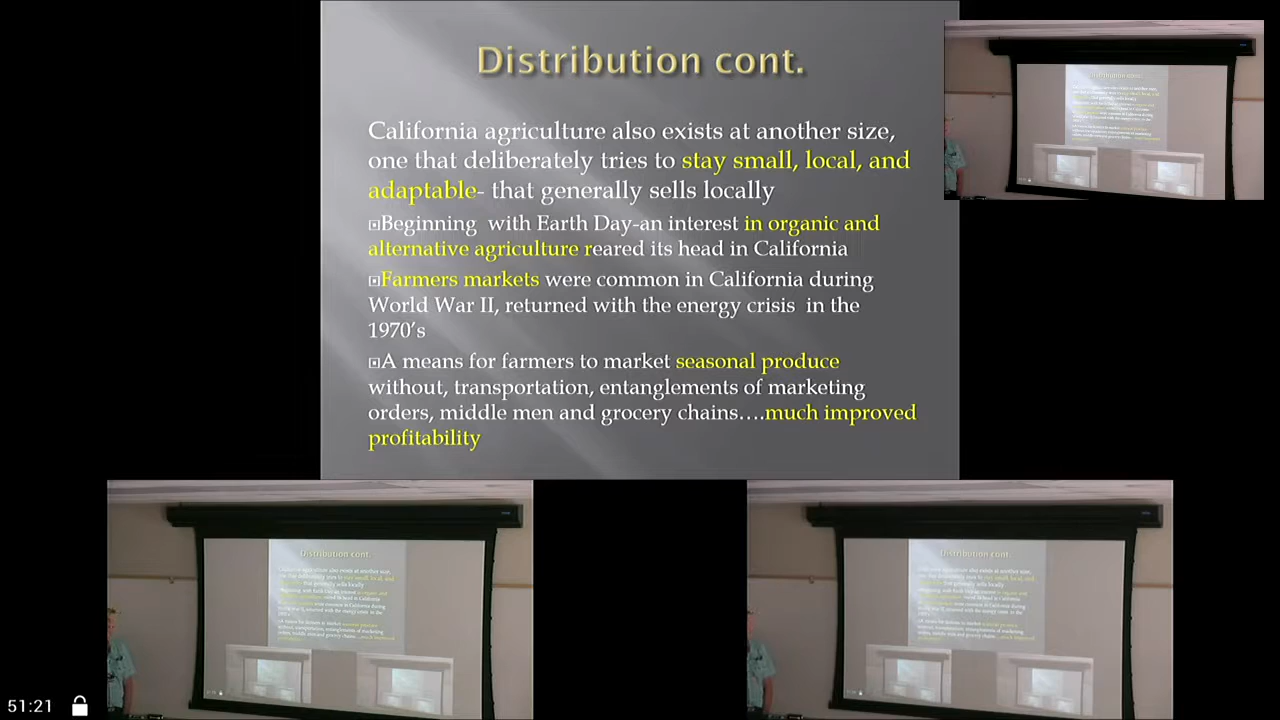 Distribution cont.
California agriculture also exists at another size,
one that deliberately tries to stay small, local, and
adaptable- that generally sells locally
Beginning with Earth Day-an interest in organic and
alternative agriculture reared its head in California
Farmers markets were common in California during
World War II, returned with the energy crisis in the
1970's
A means for farmers to market seasonal produce
without, transportation, entanglements of marketing
orders, middle men and grocery chains….much improved
profitability
Distribution cont.
Distribution cont.
51:21